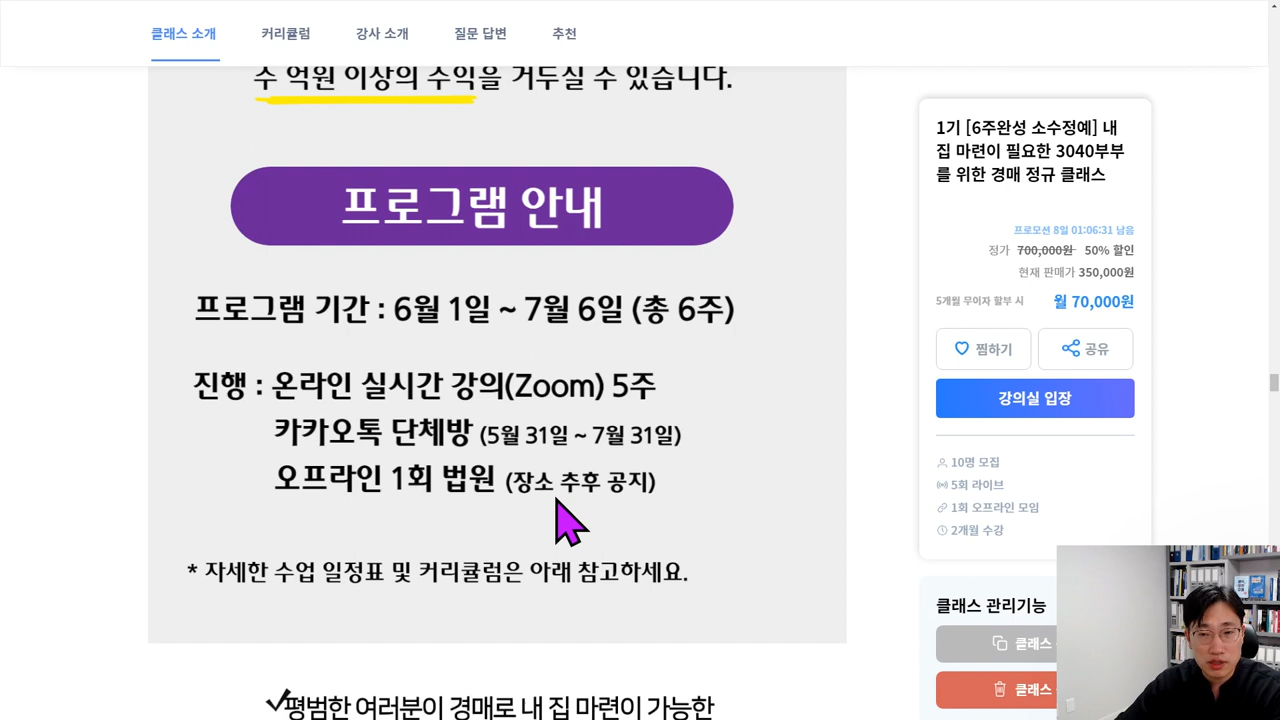 클래스 소개
커리큘럼
강사 소개
질문 답변
추천
수 억원 이상의 수익을 거두실 수 있습니다.
프로그램 안내
프로그램 기간 : 6월 1일 ~ 7월 6일 (총 6주)
진행 : 온라인 실시간 강의(Zoom) 5주
카카오톡 단체방 (5월 31일 ~ 7월 31일)
오프라인 1회 법원 (장소 추후 공지)
* 자세한 수업 일정표 및 커리큘럼은 아래 참고하세요.
평범한 여러분이 경매로 내 집 마련이 가능한
1기 [6주완성 소수정예] 내
집 마련이 필요한 3040부부
를 위한 경매 정규 클래스
프로모션 8일 01:06:31 남음
정가 700,000원 50% 할인
현재 판매가 350,000원
5개월 무이자 할부 시 월 70,000원
찜하기
공유
강의실 입장
10명 모집
5회 라이브
1회 오프라인 모임
2개월 수강
클래스 관리기능
클래스
클래스